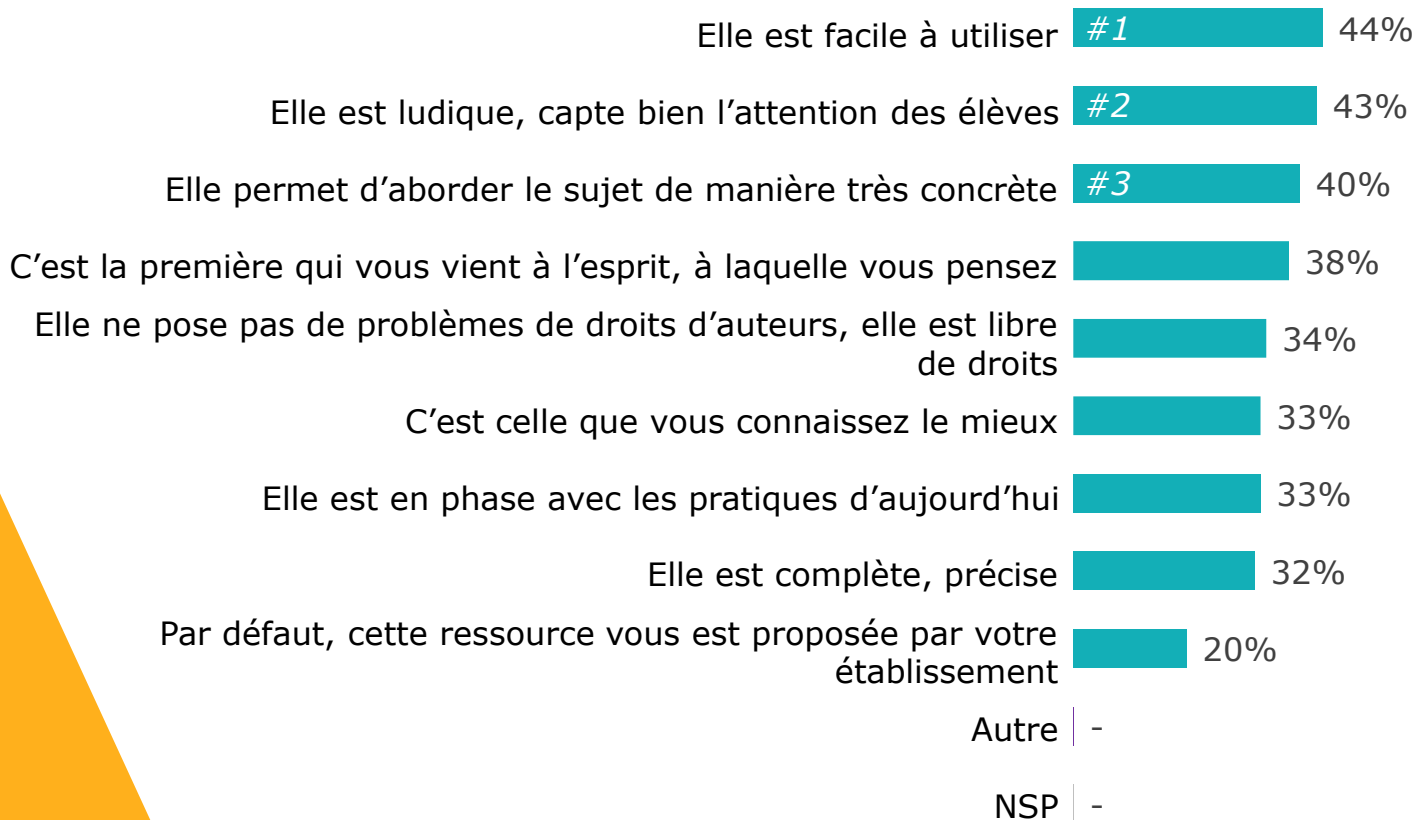 Elle est facile à utiliser #1 44%
Elle est ludique, capte bien l’attention des élèves #2 43%
Elle permet d’aborder le sujet de manière très concrète #3 40%
C’est la première qui vous vient à l’esprit, à laquelle vous pensez 38%
Elle ne pose pas de problèmes de droits d’auteurs, elle est libre
de droits 34%
C’est celle que vous connaissez le mieux 33%
Elle est en phase avec les pratiques d’aujourd’hui 33%
Elle est complète, précise 32%
Par défaut, cette ressource vous est proposée par votre
établissement 20%
Autre -
NSP -